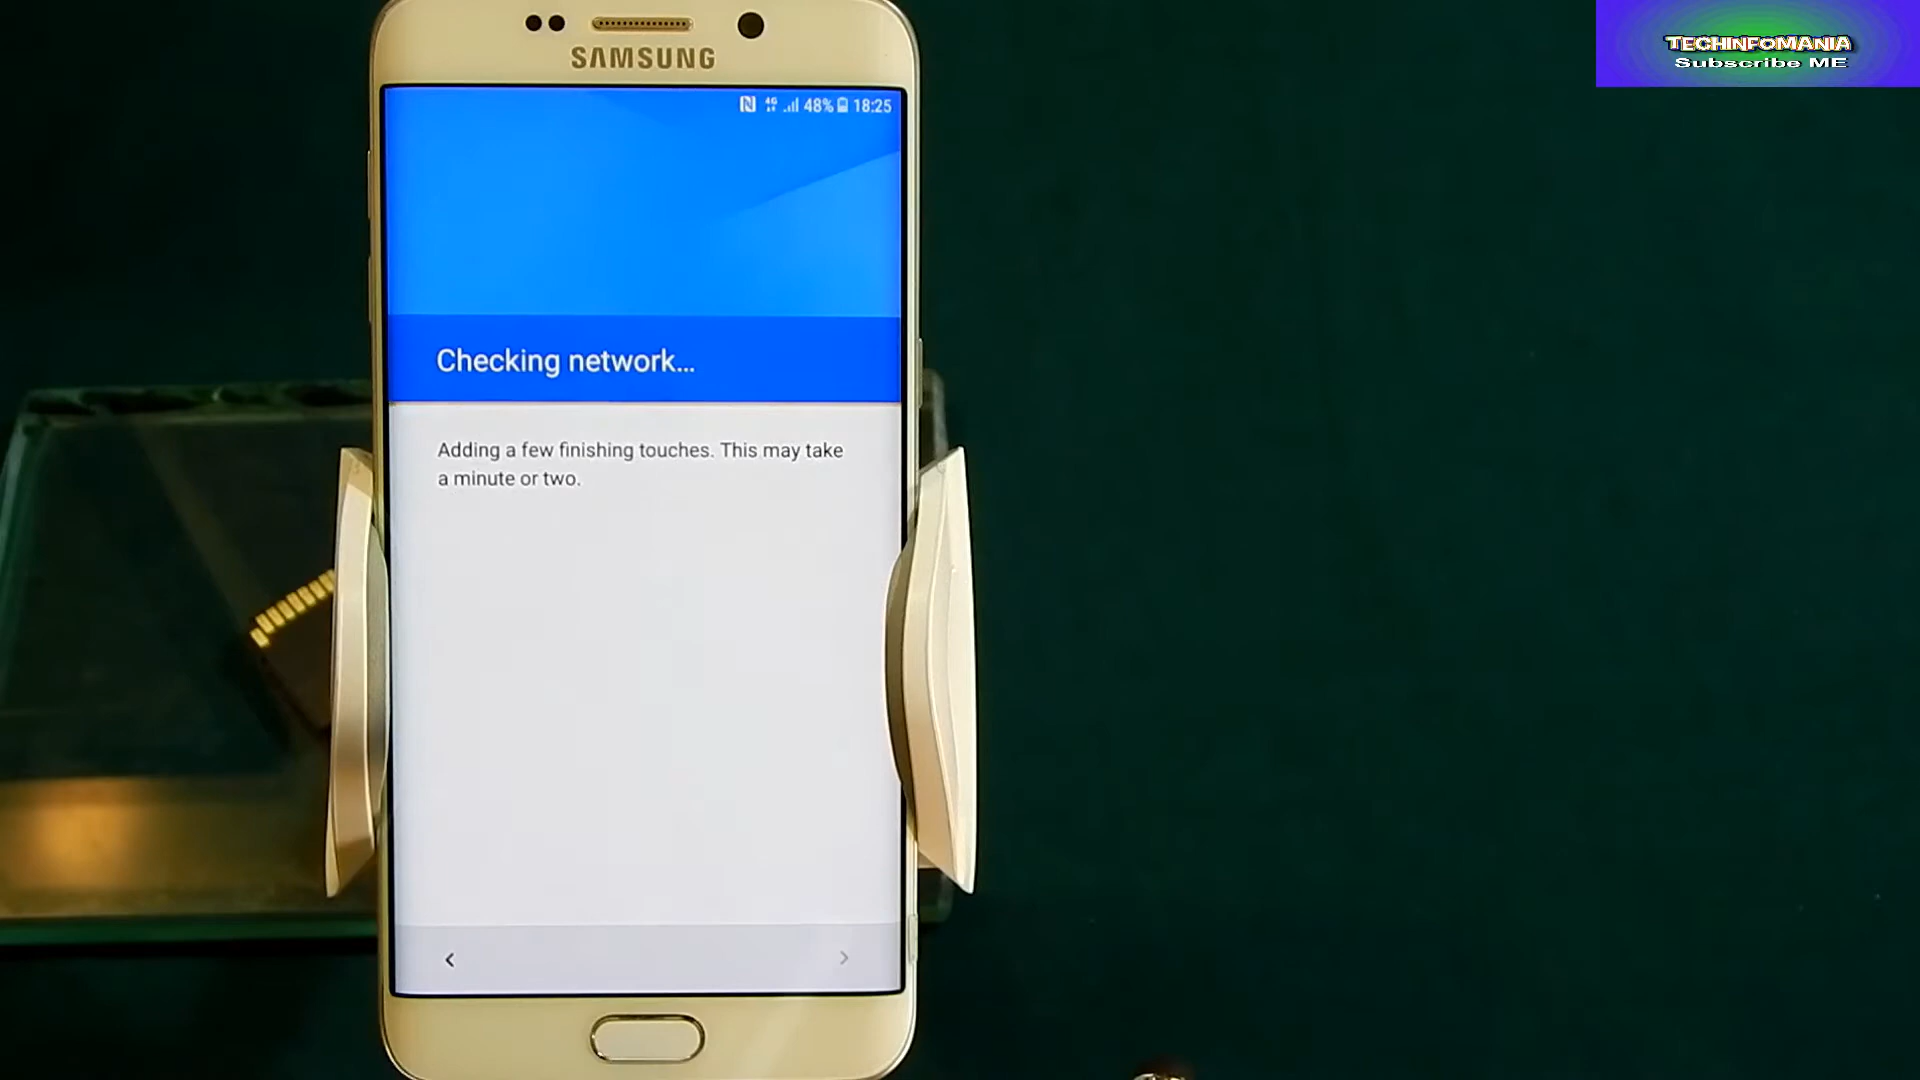 SAMSUNG
TECHINFOMANIA
Subscribe ME
4G 48% 18:25
Checking network...
Adding a few finishing touches. This may take
a minute or two.